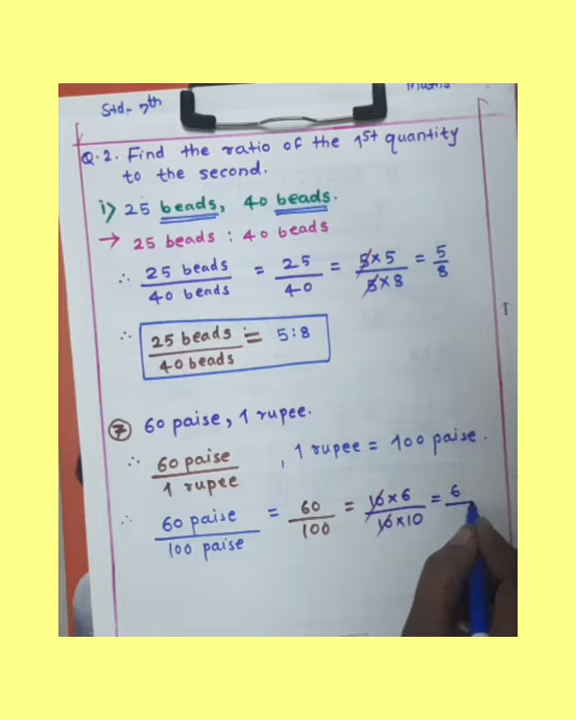 Std- 7th
Maths
Q.2. Find the ratio of the 1st quantity
to the second.
i) 25 beads, 40 beads.
→ 25 beads : 40 beads
∴ 25 beads / 40 beads = 25 / 40 = 5×5 / 5×8 = 5 / 8
∴ 25 beads / 40 beads = 5:8
60 paise, 1 rupee.
∴ 60 paise / 1 rupee , 1 rupee = 100 paise.
∴ 60 paise / 100 paise = 60 / 100 = 10×6 / 10×10 = 6